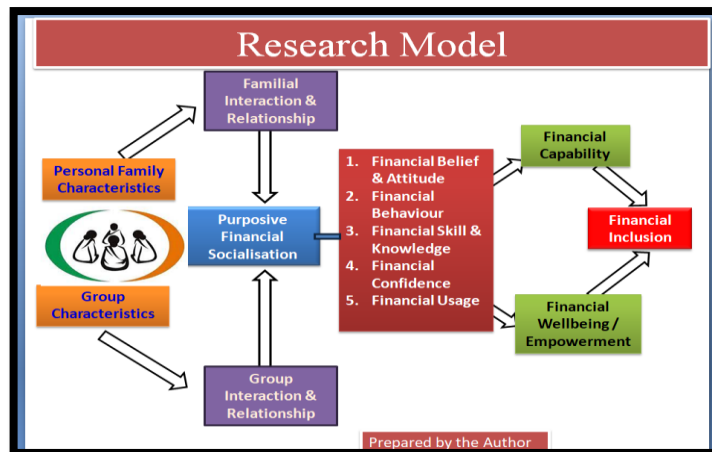 Research Model
Familial
Interaction &
Relationship
Personal Family
Characteristics
Group
Characteristics
Group
Interaction &
Relationship
Purposive
Financial
Socialisation
1. Financial Belief
& Attitude
2. Financial
Behaviour
3. Financial Skill &
Knowledge
4. Financial
Confidence
5. Financial Usage
Financial
Capability
Financial
Wellbeing /
Empowerment
Financial
Inclusion
Prepared by the Author